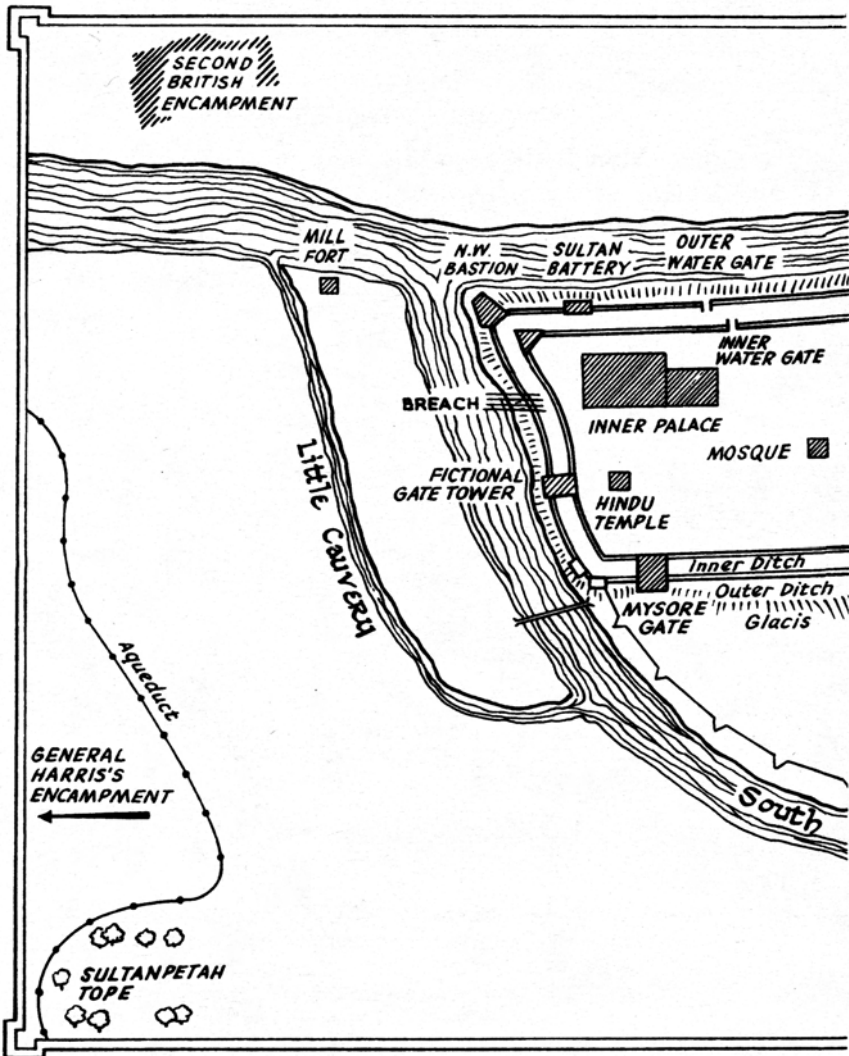 SECOND
BRITISH
ENCAMPMENT
MILL
FORT
N.W.
BASTION
SULTAN
BATTERY
OUTER
WATER GATE
INNER
WATER GATE
BREACH
INNER PALACE
MOSQUE
FICTIONAL
GATE TOWER
HINDU
TEMPLE
Little Cauvery
Inner Ditch
Outer Ditch
MYSORE
GATE
Glacis
Aqueduct
GENERAL
HARRIS'S
ENCAMPMENT
South
SULTANPETAH
TOPE